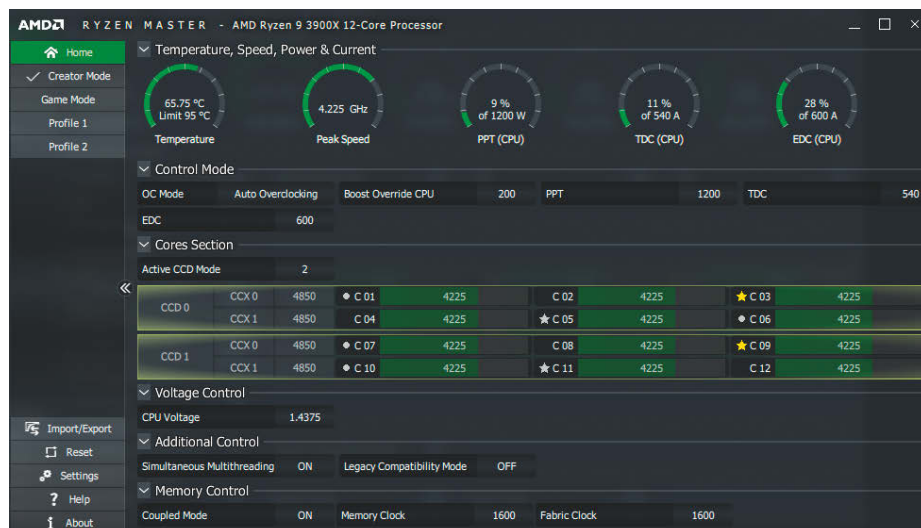 AMD RYZEN MASTER - AMD Ryzen 9 3900X 12-Core Processor
Home
Creator Mode
Game Mode
Profile 1
Profile 2
Import/Export
Reset
Settings
Help
About
Temperature, Speed, Power & Current
65.75 ºC
Limit 95 ºC
Temperature
4.225 GHz
Peak Speed
9 %
of 1200 W
PPT (CPU)
11 %
of 540 A
TDC (CPU)
28 %
of 600 A
EDC (CPU)
Control Mode
OC Mode Auto Overclocking Boost Override CPU 200 PPT 1200 TDC 540
EDC 600
Cores Section
Active CCD Mode 2
CCD 0
CCX 0 4850 C 01 4225 C 02 4225 C 03 4225
CCX 1 4850 C 04 4225 C 05 4225 C 06 4225
CCD 1
CCX 0 4850 C 07 4225 C 08 4225 C 09 4225
CCX 1 4850 C 10 4225 C 11 4225 C 12 4225
Voltage Control
CPU Voltage 1.4375
Additional Control
Simultaneous Multithreading ON Legacy Compatibility Mode OFF
Memory Control
Coupled Mode ON Memory Clock 1600 Fabric Clock 1600